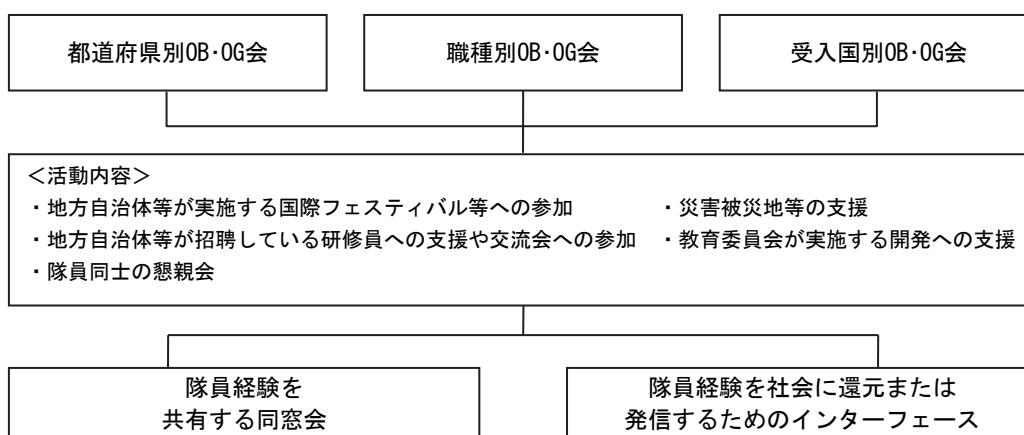 都道府県別OB･OG会
職種別OB･OG会
受入国別OB･OG会
＜活動内容＞
・地方自治体等が実施する国際フェスティバル等への参加
・災害被災地等の支援
・地方自治体等が招聘している研修員への支援や交流会への参加
・教育委員会が実施する開発への支援
・隊員同士の懇親会
隊員経験を
共有する同窓会
隊員経験を社会に還元または
発信するためのインターフェース